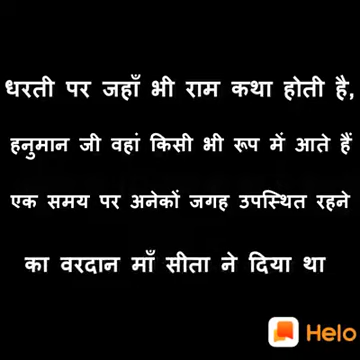 धरती पर जहाँ भी राम कथा होती है,
हनुमान जी वहां किसी भी रूप में आते हैं
एक समय पर अनेकों जगह उपस्थित रहने
का वरदान माँ सीता ने दिया था
Helo